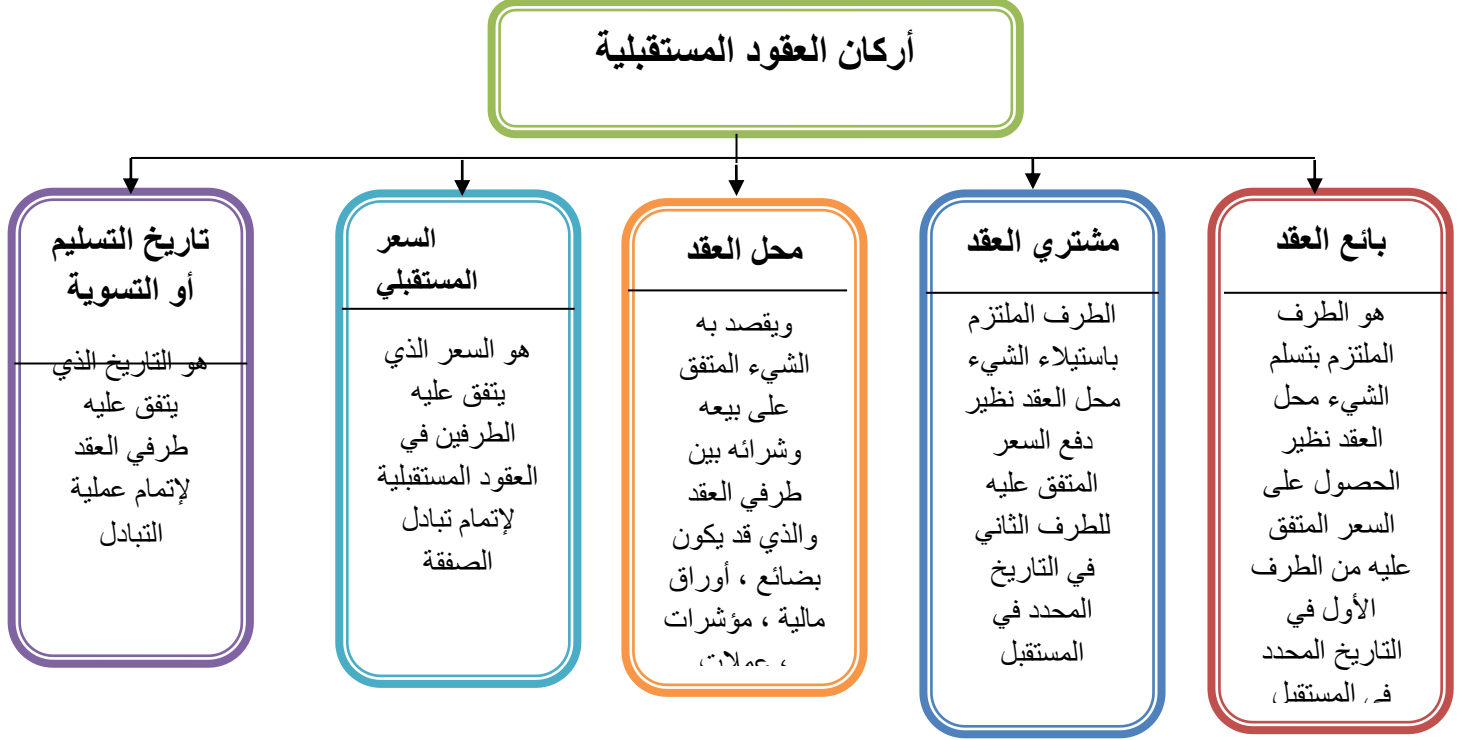 أركان العقود المستقبلية
بائع العقد
هو الطرف
الملتزم بتسلم
الشيء محل
العقد نظير
الحصول على
السعر المتفق
عليه من الطرف
الأول في
التاريخ المحدد
في المستقبل
مشتري العقد
الطرف الملتزم
باستيلاء الشيء
محل العقد نظير
دفع السعر
المتفق عليه
للطرف الثاني
في التاريخ
المحدد في
المستقبل
محل العقد
ويقصد به
الشيء المتفق
على بيعه
وشرائه بين
طرفي العقد
والذي قد يكون
بضائع ، أوراق
مالية ، مؤشرات
، عملات
السعر
المستقبلي
هو السعر الذي
يتفق عليه
الطرفين في
العقود المستقبلية
لإتمام تبادل
الصفقة
تاريخ التسليم
أو التسوية
هو التاريخ الذي
يتفق عليه
طرفي العقد
لإتمام عملية
التبادل